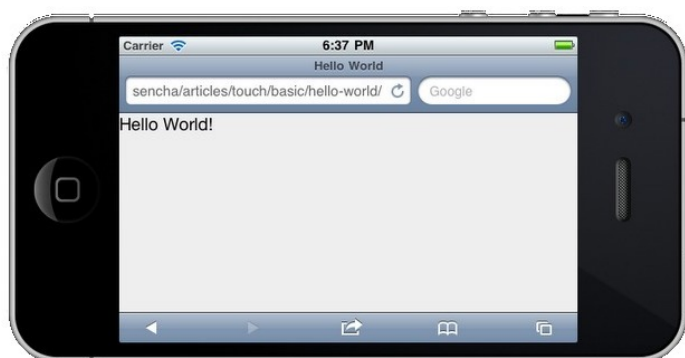 Carrier 6:37 PM
Hello World
sencha/articles/touch/basic/hello-world/ Google
Hello World!